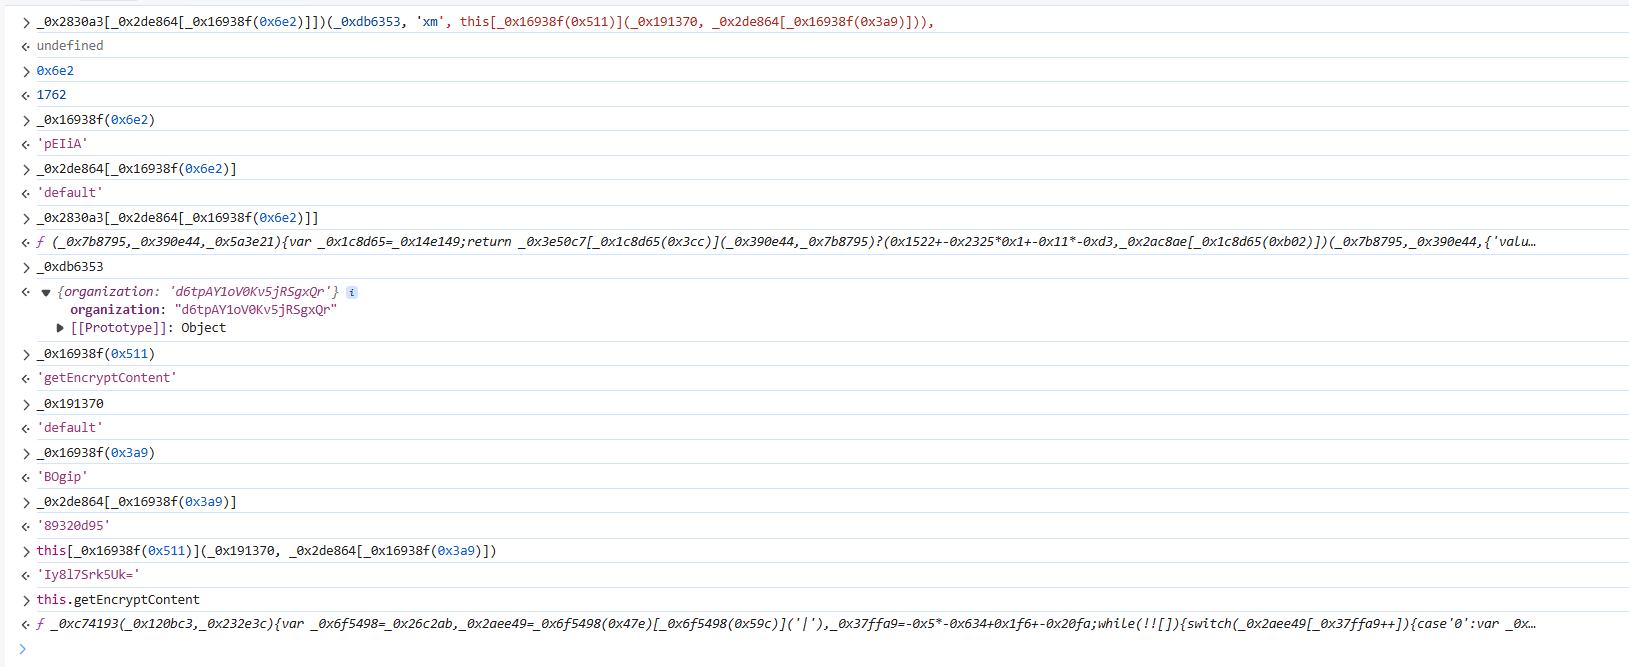 > _0x2830a3[_0x2de864[_0x16938f(0x6e2)]])(_0xdb6353, 'xm', this[_0x16938f(0x511)](_0x191370, _0x2de864[_0x16938f(0x3a9)])),
undefined
> 0x6e2
1762
> _0x16938f(0x6e2)
'pEIiA'
> _0x2de864[_0x16938f(0x6e2)]
'default'
> _0x2830a3[_0x2de864[_0x16938f(0x6e2)]]
ƒ (_0x7b8795,_0x390e44,_0x5a3e21){var _0x1c8d65=_0x14e149;return _0x3e50c7[_0x1c8d65(0x3cc)](_0x390e44,_0x7b8795)?(0x1522+-0x2325*0x1+-0x11*-0xd3,_0x2ac8ae[_0x1c8d65(0xb02)])(_0x7b8795,_0x390e44,{'valu…
> _0xdb6353
{organization: 'd6tpAY1oV0Kv5jRSgxQr'} i
organization: "d6tpAY1oV0Kv5jRSgxQr"
[[Prototype]]: Object
> _0x16938f(0x511)
'getEncryptContent'
> _0x191370
'default'
> _0x16938f(0x3a9)
'BOgip'
> _0x2de864[_0x16938f(0x3a9)]
'89320d95'
> this[_0x16938f(0x511)](_0x191370, _0x2de864[_0x16938f(0x3a9)])
'Iy8l7Srk5Uk='
> this.getEncryptContent
ƒ _0xc74193(_0x120bc3,_0x232e3c){var _0x6f5498=_0x26c2ab,_0x2aee49=_0x6f5498(0x47e)[_0x6f5498(0x59c)]('|'),_0x37ffa9=-0x5*-0x634+0x1f6+-0x20fa;while(!![]){switch(_0x2aee49[_0x37ffa9++]){case'0':var _0x…
>